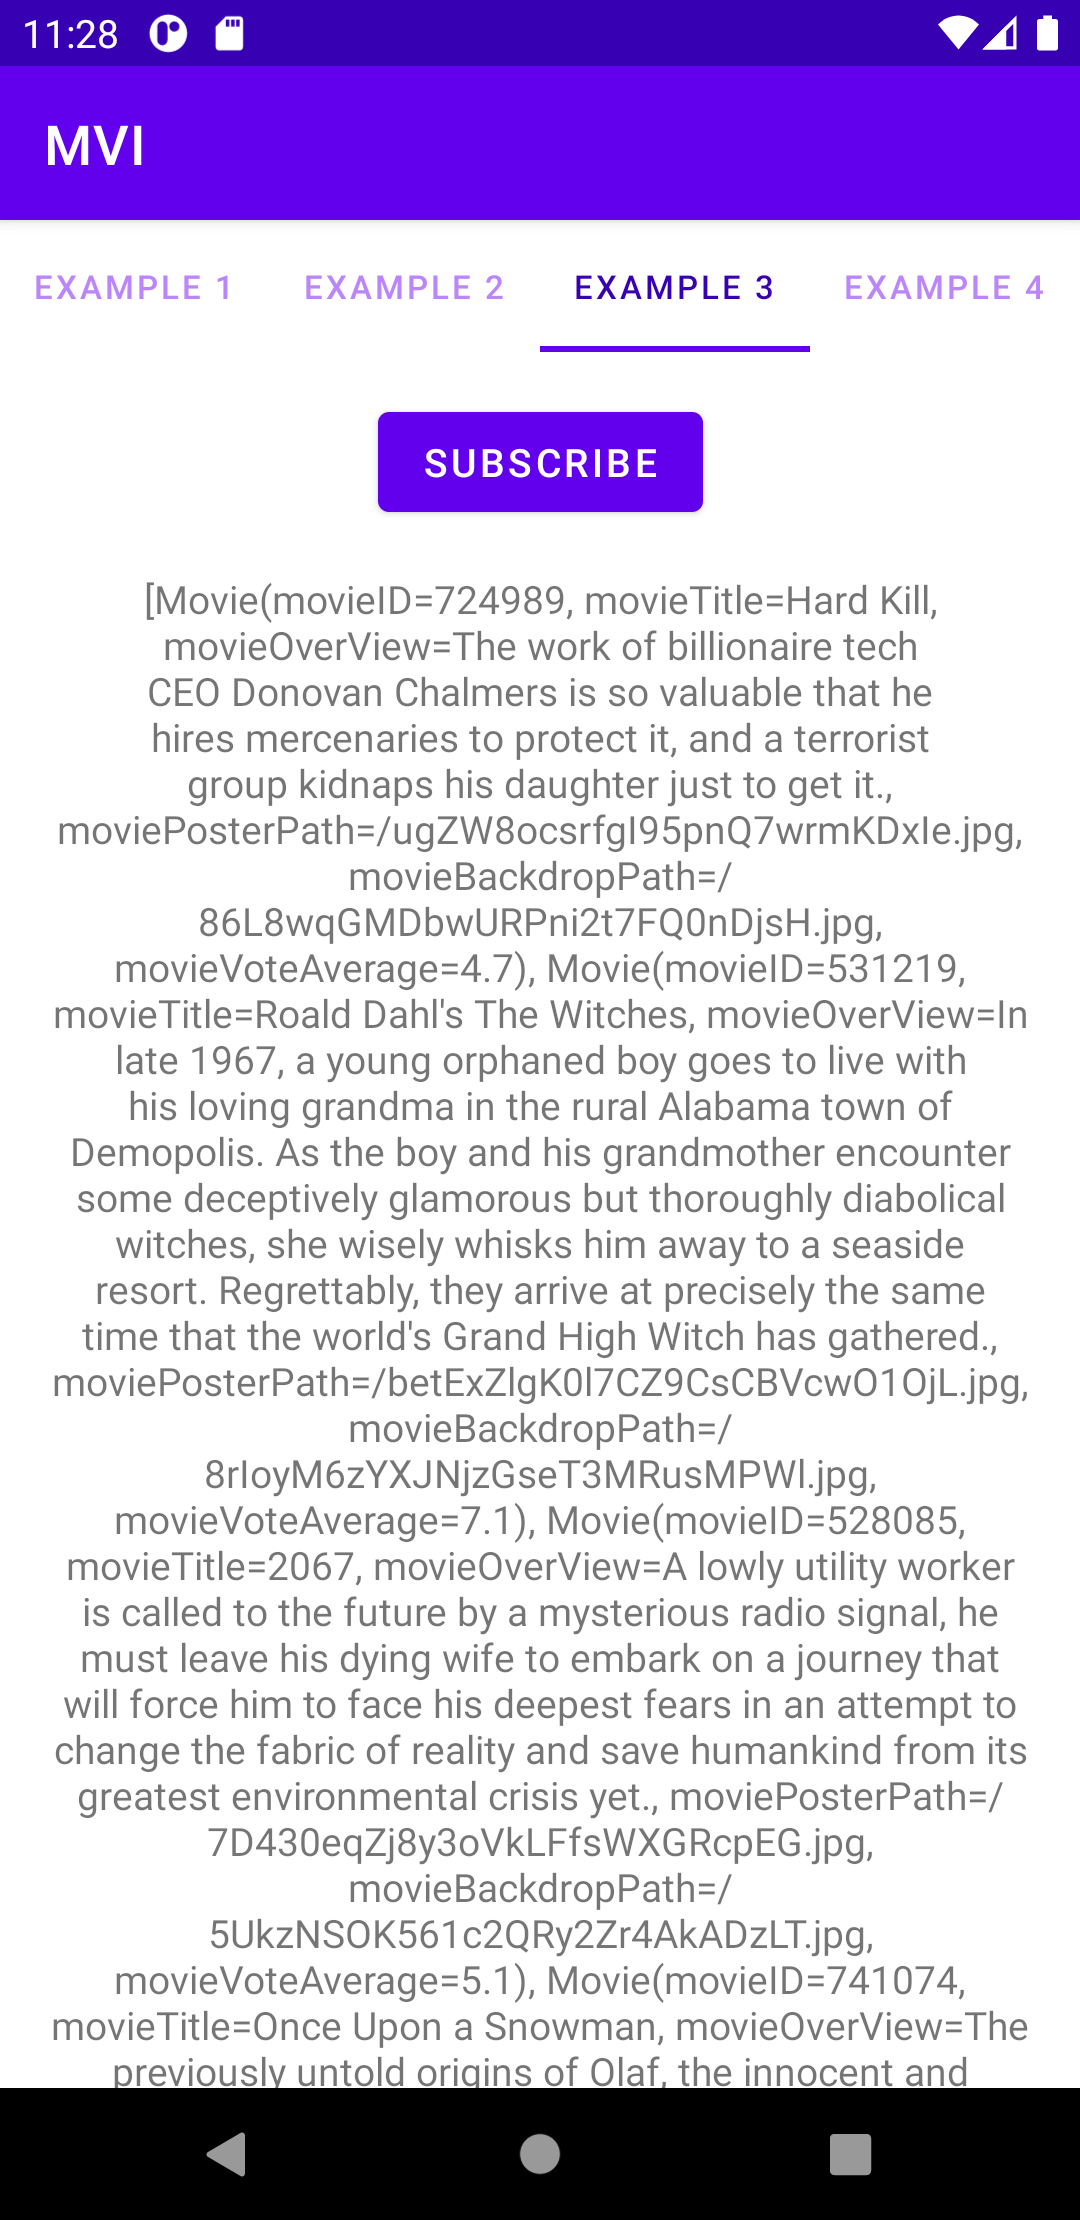 11:28
MVI
EXAMPLE 1 EXAMPLE 2 EXAMPLE 3 EXAMPLE 4
SUBSCRIBE
[Movie(movieID=724989, movieTitle=Hard Kill,
movieOverView=The work of billionaire tech
CEO Donovan Chalmers is so valuable that he
hires mercenaries to protect it, and a terrorist
group kidnaps his daughter just to get it.,
moviePosterPath=/ugZW8ocsrfgI95pnQ7wrmKDxIe.jpg,
movieBackdropPath=/
86L8wqGMDbwURPni2t7FQ0nDjsH.jpg,
movieVoteAverage=4.7), Movie(movieID=531219,
movieTitle=Roald Dahl's The Witches, movieOverView=In
late 1967, a young orphaned boy goes to live with
his loving grandma in the rural Alabama town of
Demopolis. As the boy and his grandmother encounter
some deceptively glamorous but thoroughly diabolical
witches, she wisely whisks him away to a seaside
resort. Regrettably, they arrive at precisely the same
time that the world's Grand High Witch has gathered.,
moviePosterPath=/betExZlgK0l7CZ9CsCBVcwO1OjL.jpg,
movieBackdropPath=/
8rIoyM6zYXJNjzGseT3MRusMPWl.jpg,
movieVoteAverage=7.1), Movie(movieID=528085,
movieTitle=2067, movieOverView=A lowly utility worker
is called to the future by a mysterious radio signal, he
must leave his dying wife to embark on a journey that
will force him to face his deepest fears in an attempt to
change the fabric of reality and save humankind from its
greatest environmental crisis yet., moviePosterPath=/
7D430eqZj8y3oVkLFfsWXGRcpEG.jpg,
movieBackdropPath=/
5UkzNSOK561c2QRy2Zr4AkADzLT.jpg,
movieVoteAverage=5.1), Movie(movieID=741074,
movieTitle=Once Upon a Snowman, movieOverView=The
previously untold origins of Olaf, the innocent and